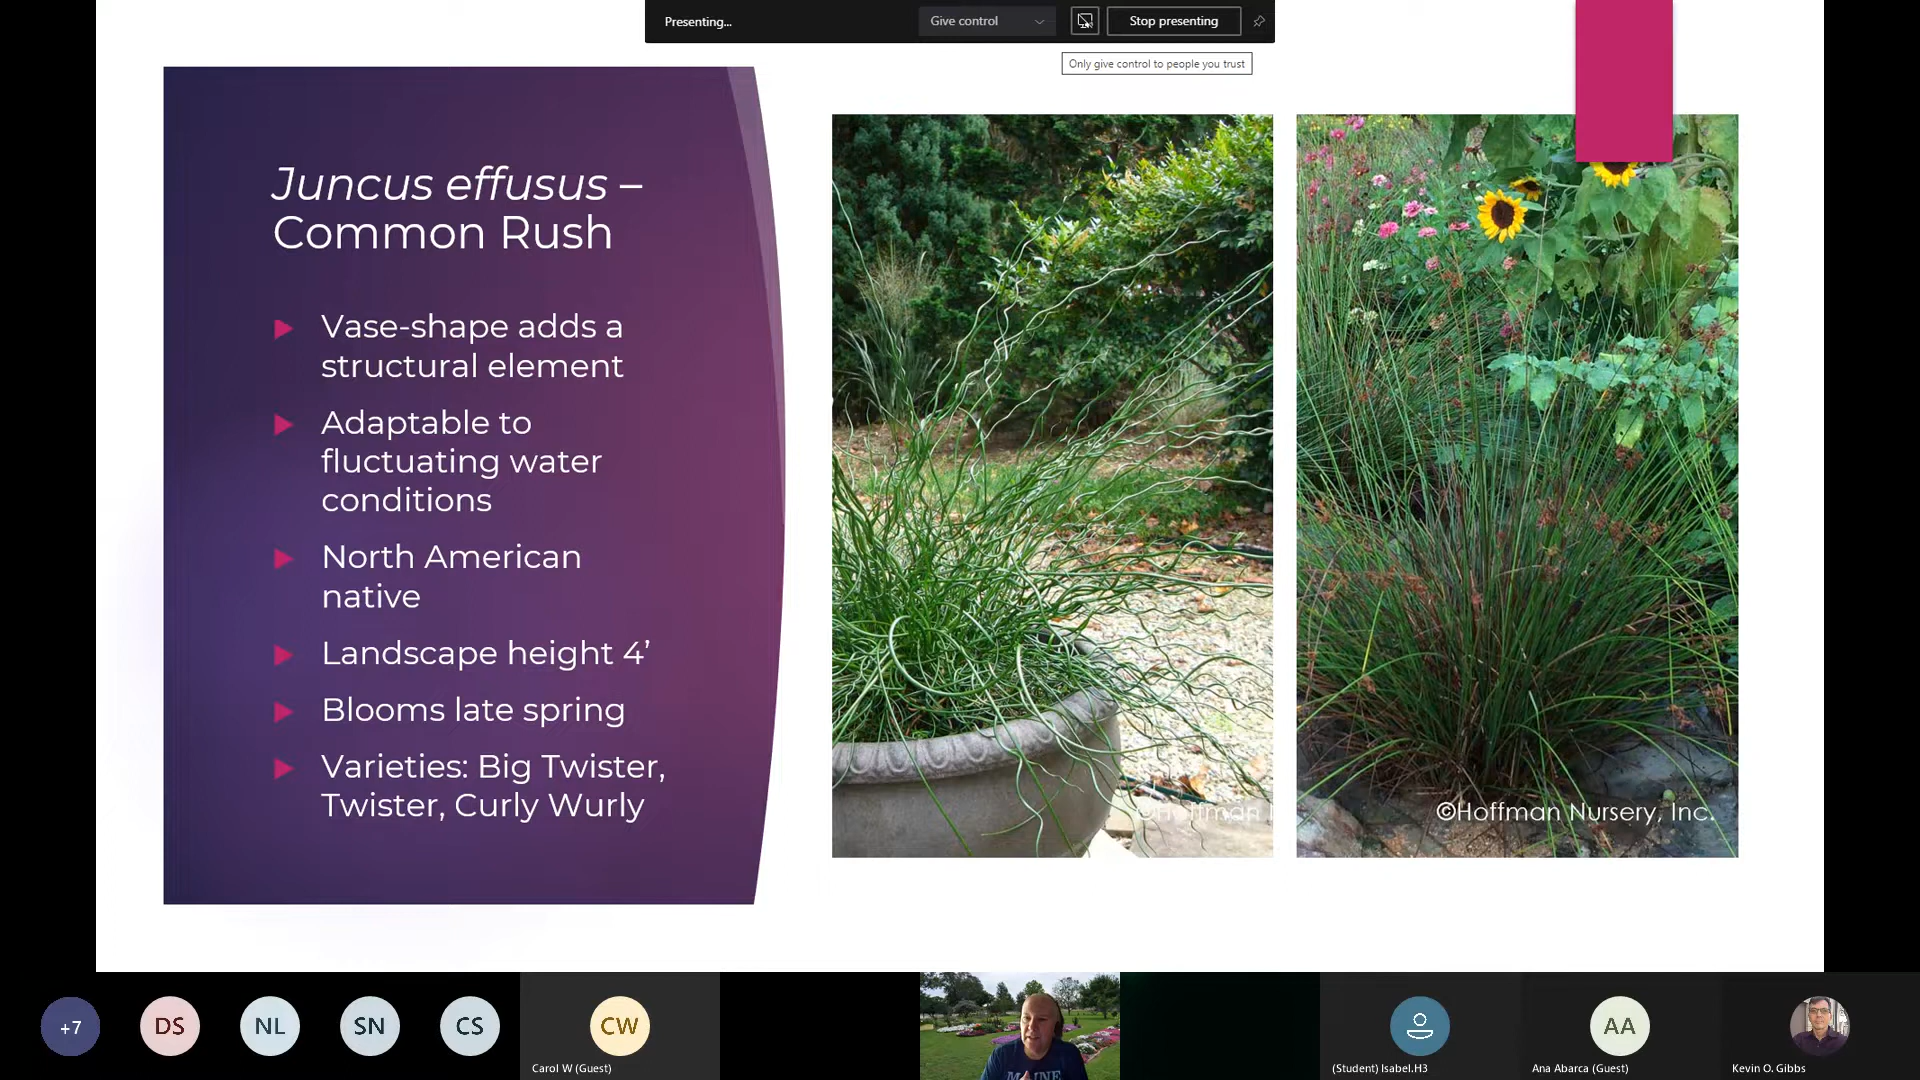 Presenting...
Give control
Stop presenting
Only give control to people you trust
Juncus effusus –
Common Rush
Vase-shape adds a
structural element
Adaptable to
fluctuating water
conditions
North American
native
Landscape height 4’
Blooms late spring
Varieties: Big Twister,
Twister, Curly Wurly
©Hoffman
©Hoffman Nursery, Inc.
+7
DS
NL
SN
CS
CW
Carol W (Guest)
MAINE
(Student) Isabel.H3
AA
Ana Abarca (Guest)
Kevin O. Gibbs